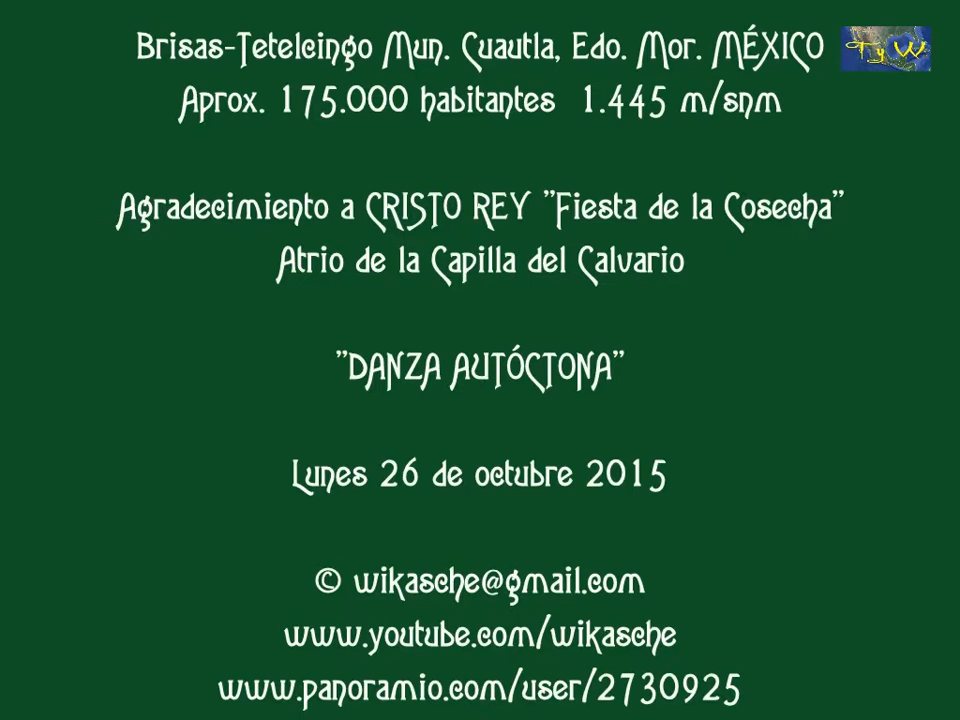 Brisas-Tetelcingo Mun. Cuautla, Edo. Mor. MÉXICO
TyW
Aprox. 175.000 habitantes 1.445 m/snm
Agradecimiento a CRISTO REY "Fiesta de la Cosecha"
Atrio de la Capilla del Calvario
"DANZA AUTÓCTONA"
Lunes 26 de octubre 2015
© wikasche@gmail.com
www.youtube.com/wikasche
www.panoramio.com/user/2730925